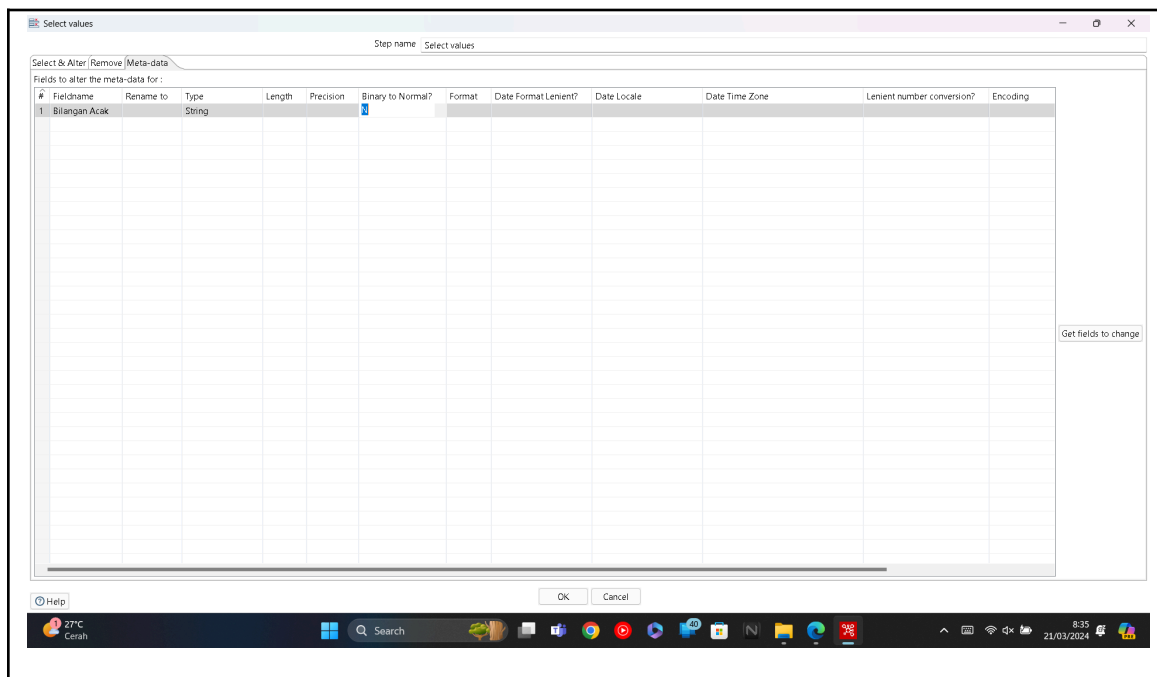 Select values
Step name Select values
Select & Alter Remove Meta-data
Fields to alter the meta-data for :
# Fieldname Rename to Type Length Precision Binary to Normal? Format Date Format Lenient? Date Locale Date Time Zone Lenient number conversion? Encoding
1 Bilangan Acak String N
Get fields to change
OK Cancel
Help
1 27°C Search 40 8:35
Cerah 21/03/2024